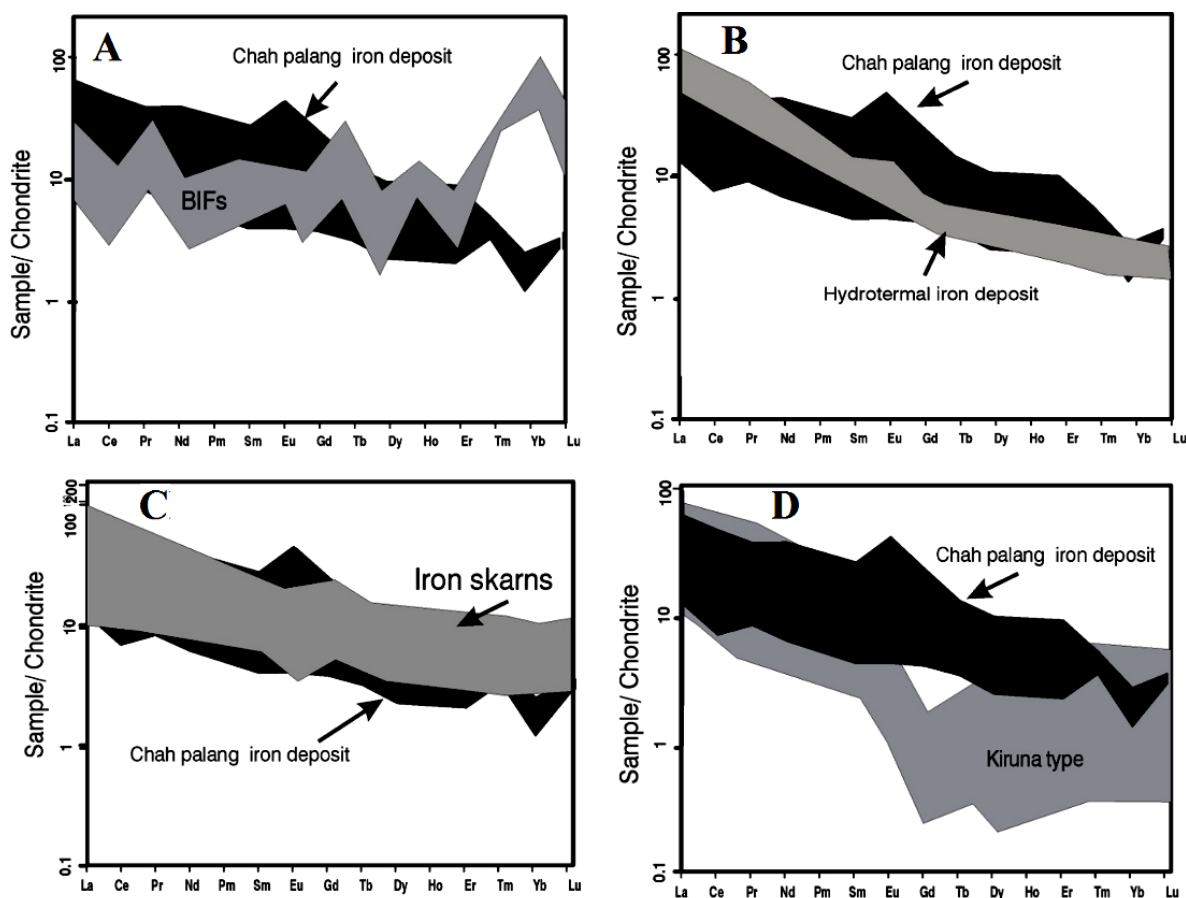 A
Chah palang iron deposit
BIFs
Sample/ Chondrite
100
10
1
0.1
La Ce Pr Nd Pm Sm Eu Gd Tb Dy Ho Er Tm Yb Lu
B
Chah palang iron deposit
Hydrotermal iron deposit
Sample/ Chondrite
100
10
1
0.1
La Ce Pr Nd Pm Sm Eu Gd Tb Dy Ho Er Tm Yb Lu
C
Iron skarns
Chah palang iron deposit
Sample/ Chondrite
200
100
10
1
0.1
La Ce Pr Nd Pm Sm Eu Gd Tb Dy Ho Er Tm Yb Lu
D
Chah palang iron deposit
Kiruna type
Sample/ Chondrite
100
10
1
0.1
La Ce Pr Nd Pm Sm Eu Gd Tb Dy Ho Er Tm Yb Lu